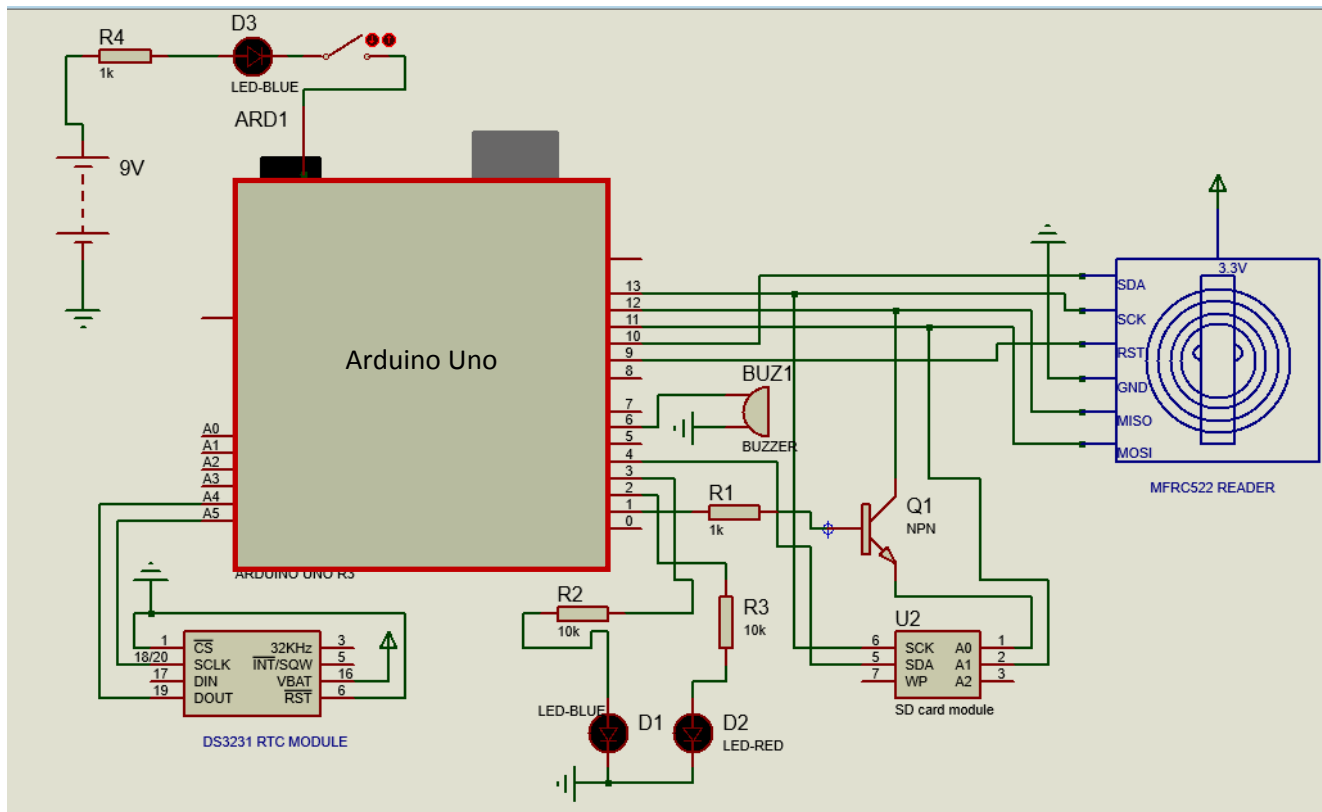 D3
R4
1k
LED-BLUE
ARD1
9V
Arduino Uno
13
12
11
10
9
8
7
6
5
4
3
2
1
0
A0
A1
A2
A3
A4
A5
ARDUINO UNO R3
3.3V
SDA
SCK
RST
GND
MISO
MOSI
MFRC522 READER
BUZ1
BUZZER
R1
1k
Q1
NPN
R2
10k
R3
10k
U2
6 SCK A0 1
5 SDA A1 2
7 WP A2 3
SD card module
1 CS 32KHz 3
18/20 SCLK INT/SQW 5
17 DIN VBAT 16
19 DOUT RST 6
DS3231 RTC MODULE
LED-BLUE
D1
D2
LED-RED